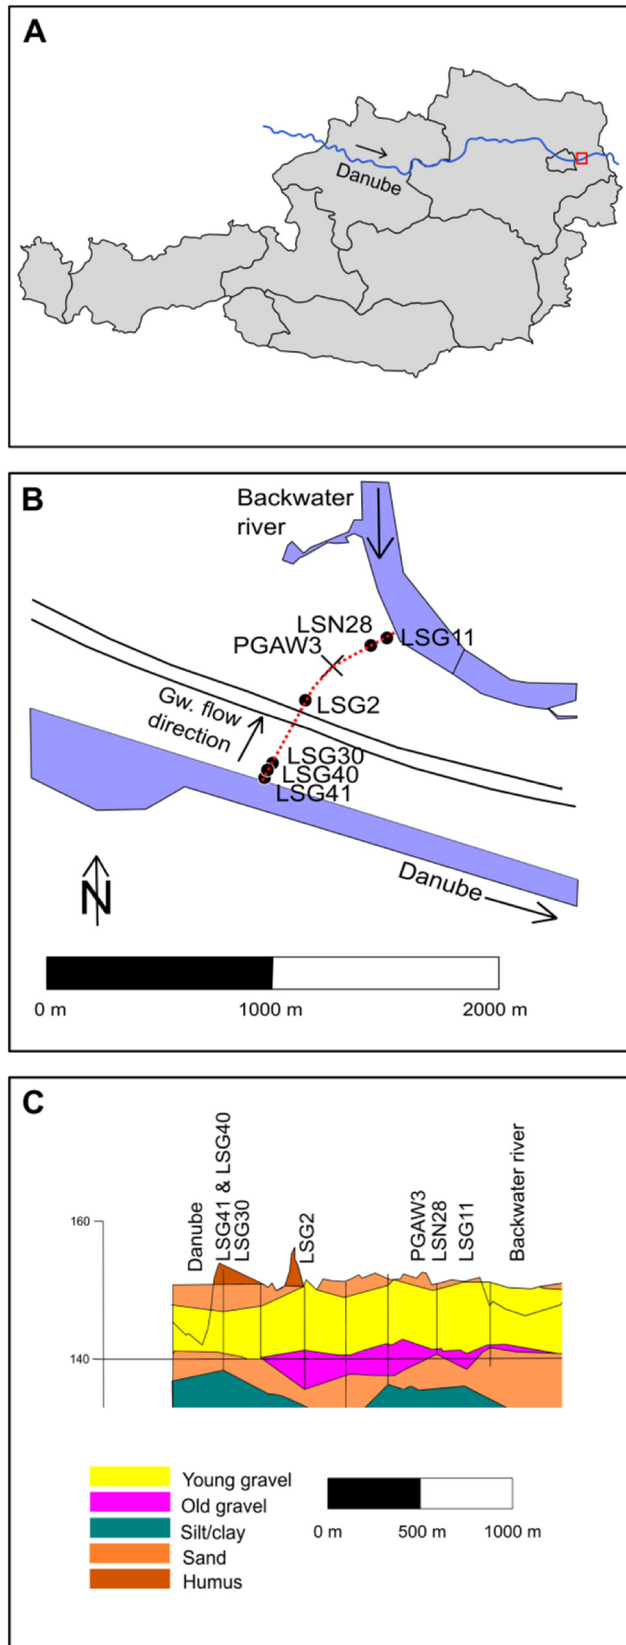 A
Danube
B
Backwater
river
LSN28
LSG11
PGAW3
LSG2
Gw. flow
direction
LSG30
LSG40
LSG41
Danube
N
0 m
1000 m
2000 m
C
Danube
LSG41 & LSG40
LSG30
LSG2
PGAW3
LSN28
LSG11
Backwater river
160
140
Young gravel
Old gravel
Silt/clay
Sand
Humus
0 m
500 m
1000 m